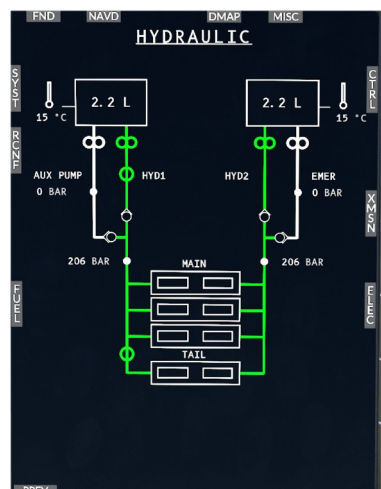 FND NAVD DMAP MISC
HYDRAULIC
SYST
CTRL
2.2 L
2.2 L
15 °C
15 °C
RCNF
AUX PUMP
HYD1
HYD2
EMER
0 BAR
0 BAR
XMSN
206 BAR
206 BAR
MAIN
FUEL
ELEC
TAIL